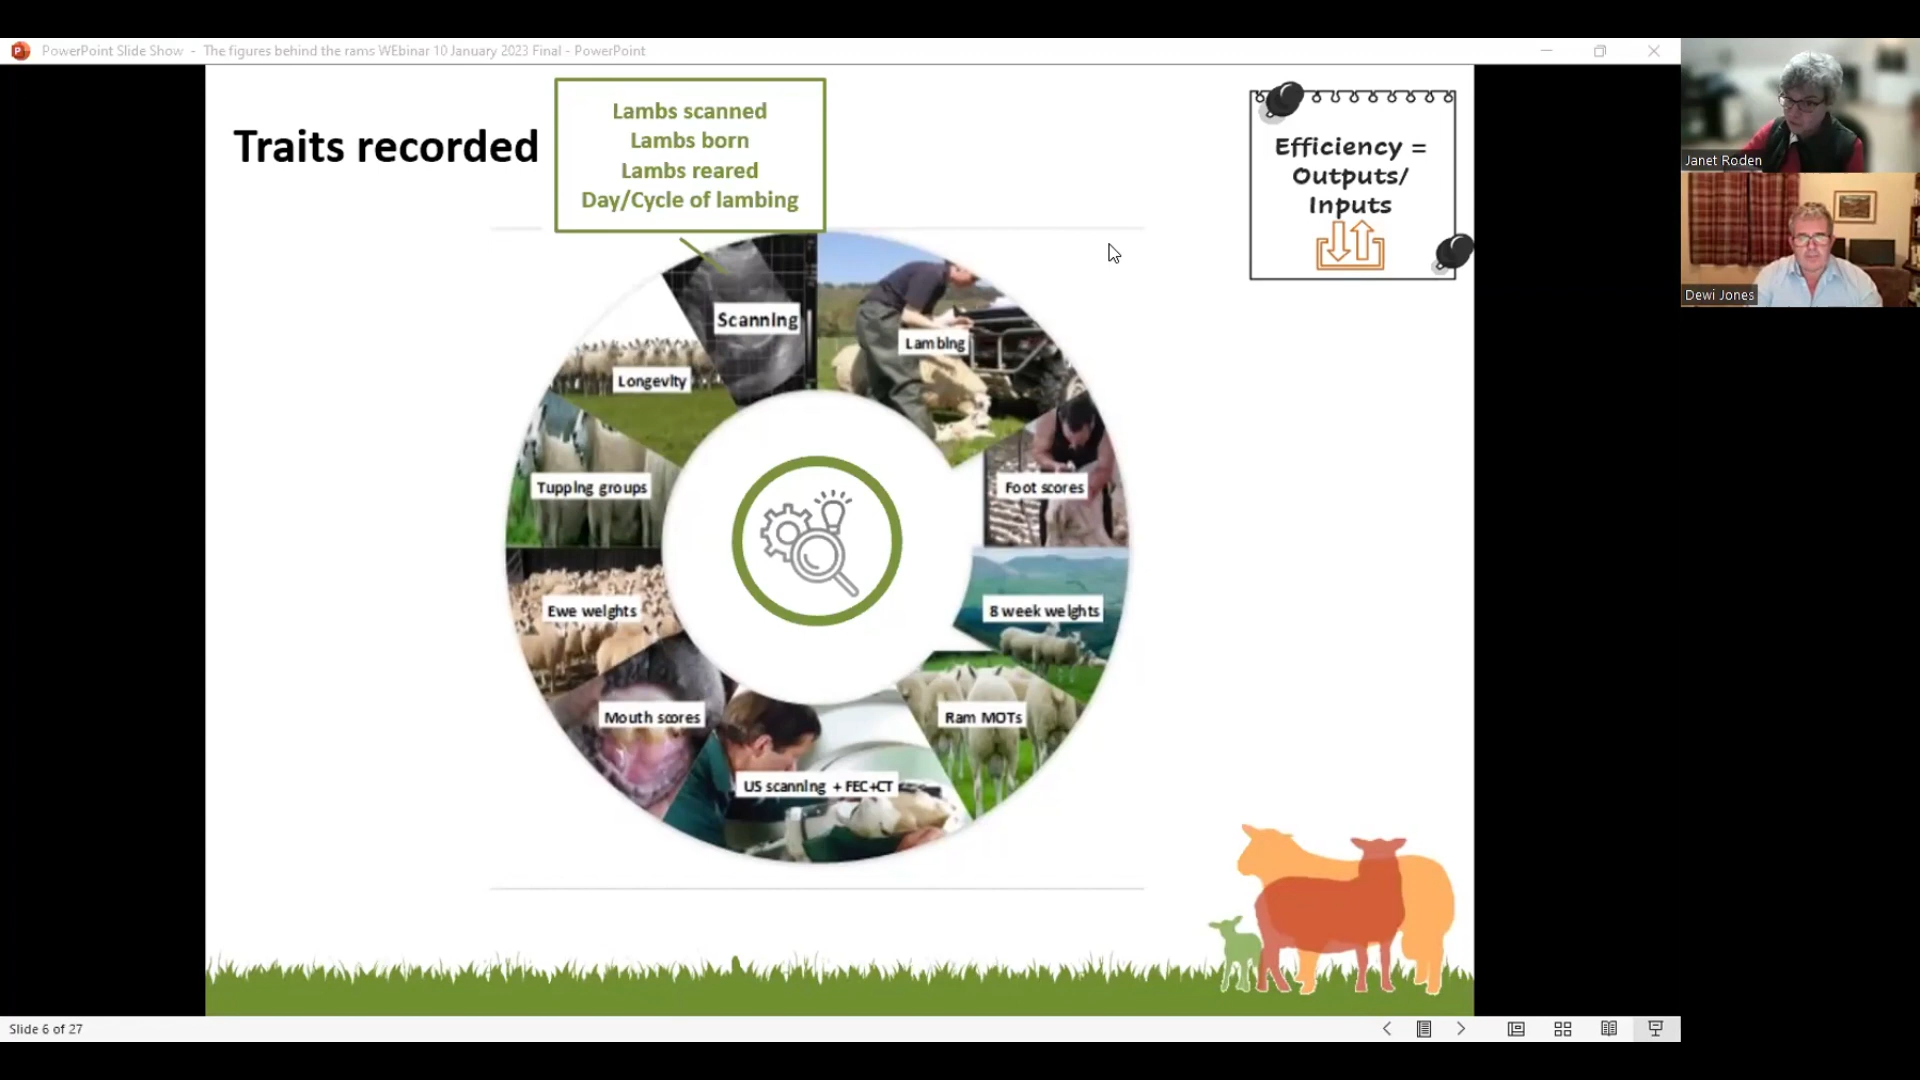 PowerPoint Slide Show - The figures behind the rams WEbinar 10 January 2023 Final - PowerPoint
Traits recorded
Lambs scanned
Lambs born
Lambs reared
Day/Cycle of lambing
Efficiency =
Outputs/
Inputs
Janet Roden
Dewi Jones
Scanning
Lambing
Longevity
Foot scores
Tupping groups
8 week weights
Ewe weights
Ram MOTs
Mouth scores
US scanning + FEC+CT
Slide 6 of 27